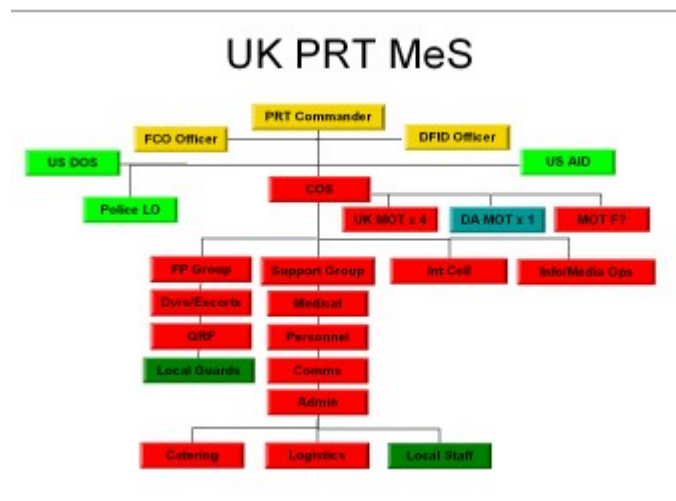 UK PRT MeS
PRT Commander
FCO Officer
DFID Officer
US DOS
US AID
Police LO
COS
UK MOT x 4
DA MOT x 1
MOT F?
FP Group
Support Group
Int Cell
Info/Media Ops
Dvrs/Escorts
Medical
QRF
Personnel
Local Guards
Comms
Admin
Catering
Logistics
Local Staff